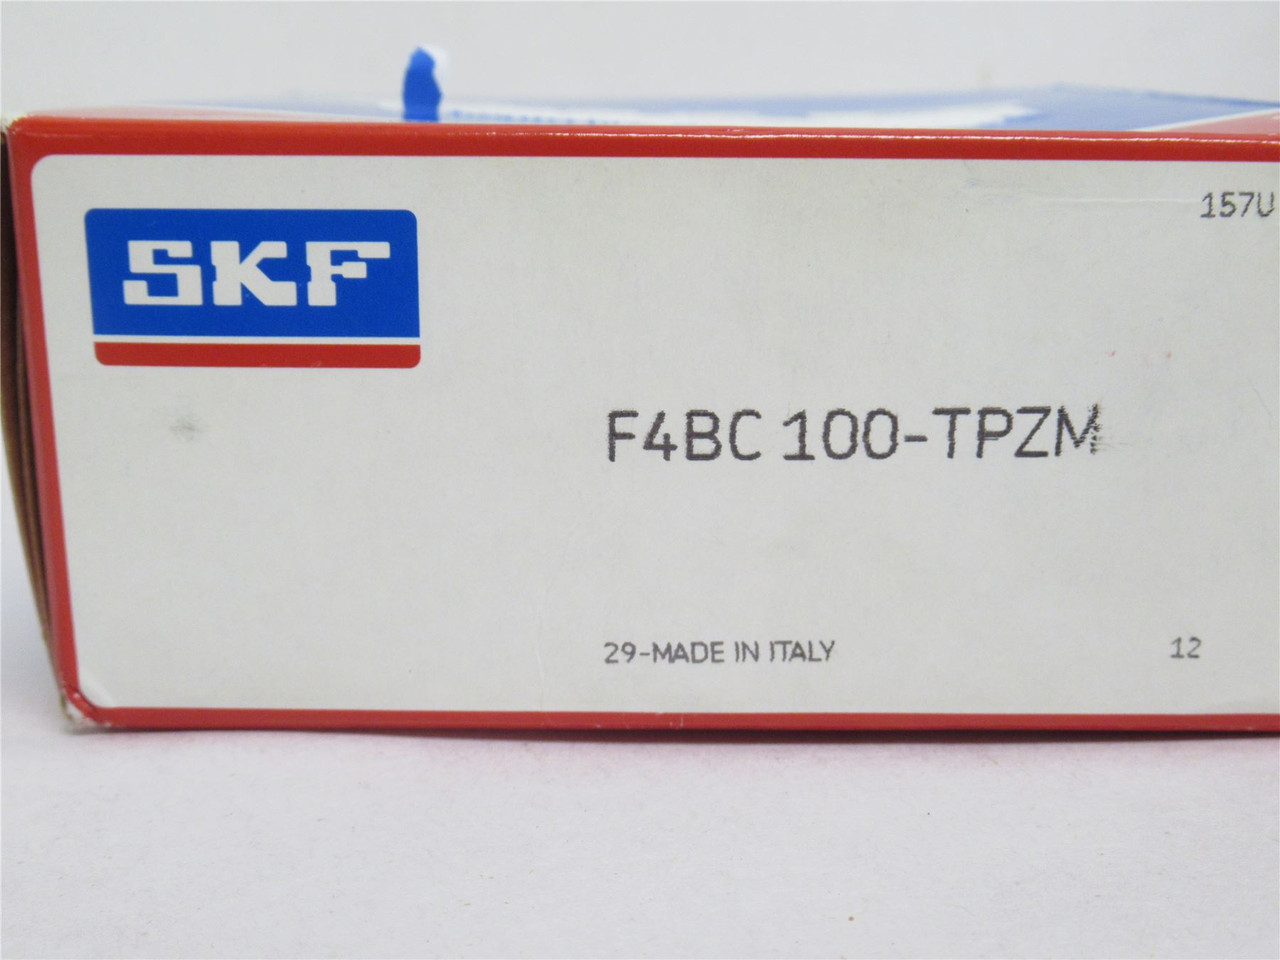 157U
SKF
F4BC 100-TPZM
29-MADE IN ITALY
12